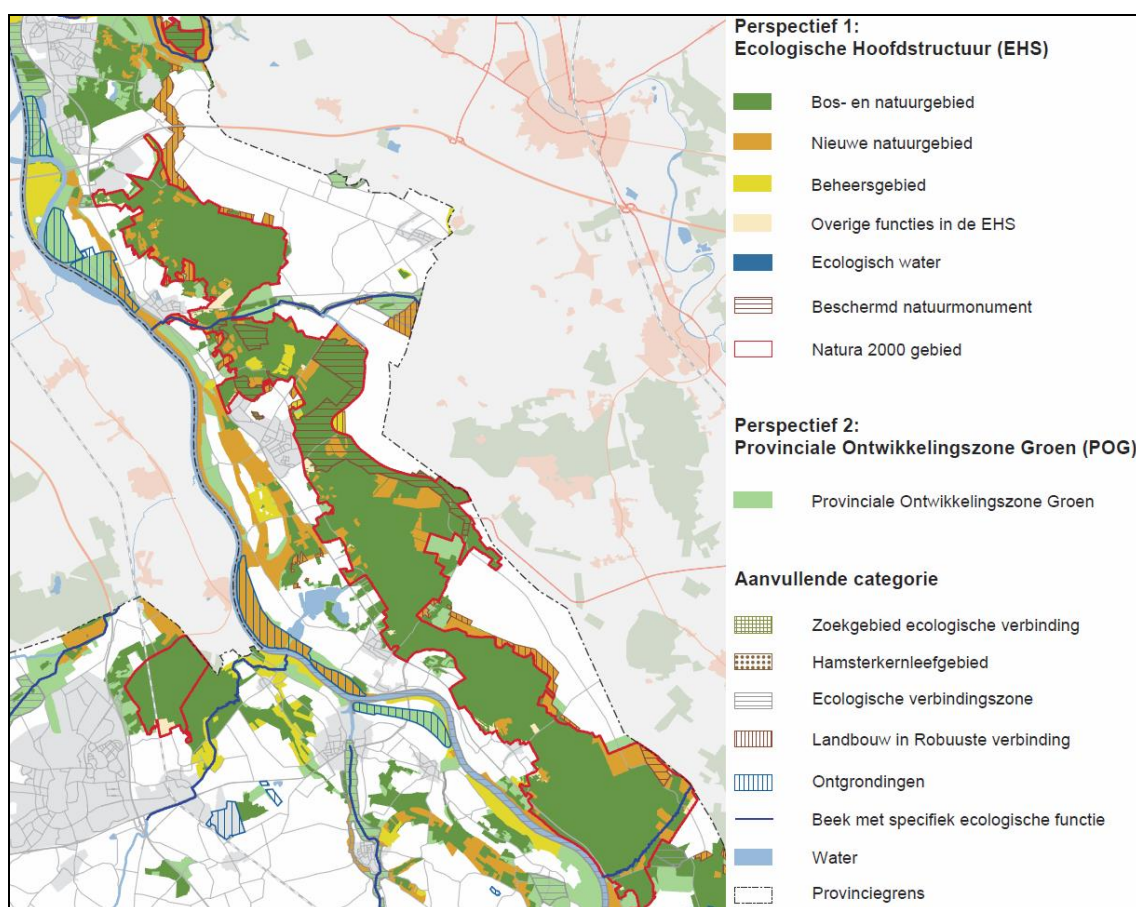 Perspectief 1:
Ecologische Hoofdstructuur (EHS)
Bos- en natuurgebied
Nieuwe natuurgebied
Beheersgebied
Overige functies in de EHS
Ecologisch water
Beschermd natuurmonument
Natura 2000 gebied
Perspectief 2:
Provinciale Ontwikkelingszone Groen (POG)
Provinciale Ontwikkelingszone Groen
Aanvullende categorie
Zoekgebied ecologische verbinding
Hamsterkernleefgebied
Ecologische verbindingszone
Landbouw in Robuuste verbinding
Ontgrondingen
Beek met specifiek ecologische functie
Water
Provinciegrens